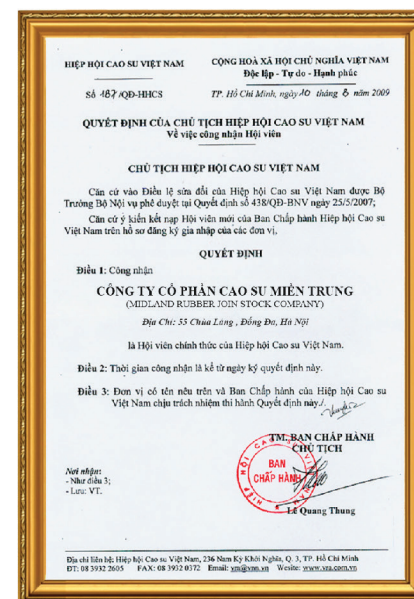 HIỆP HỘI CAO SU VIỆT NAM
CỘNG HOÀ XÃ HỘI CHỦ NGHĨA VIỆT NAM
Độc lập - Tự do - Hạnh phúc
Số 187/QĐ-HHCS
TP. Hồ Chí Minh, ngày 10 tháng 8 năm 2009
QUYẾT ĐỊNH CỦA CHỦ TỊCH HIỆP HỘI CAO SU VIỆT NAM
Về việc công nhận Hội viên
CHỦ TỊCH HIỆP HỘI CAO SU VIỆT NAM
Căn cứ vào Điều lệ sửa đổi của Hiệp hội Cao su Việt Nam được Bộ
Trưởng Bộ Nội vụ phê duyệt tại Quyết định số 438/QĐ-BNV ngày 25/5/2007;
Căn cứ ý kiến kết nạp Hội viên mới của Ban Chấp hành Hiệp hội Cao su
Việt Nam trên hồ sơ đăng ký gia nhập của các đơn vị,
QUYẾT ĐỊNH
Điều 1: Công nhận
CÔNG TY CỔ PHẦN CAO SU MIỀN TRUNG
(MIDLAND RUBBER JOIN STOCK COMPANY)
Địa Chỉ: 55 Chùa Láng , Đống Đa, Hà Nội
là Hội viên chính thức của Hiệp hội Cao su Việt Nam.
Điều 2: Thời gian công nhận là kể từ ngày ký quyết định này.
Điều 3: Đơn vị có tên nêu trên và Ban Chấp hành của Hiệp hội Cao su
Việt Nam chịu trách nhiệm thi hành Quyết định này./.
TM. BAN CHẤP HÀNH
CHỦ TỊCH
BAN
CHẤP HÀNH
Nơi nhận:
- Như điều 3;
- Lưu: VT.
Lê Quang Thung
Địa chỉ liên hệ: Hiệp hội Cao su Việt Nam, 236 Nam Kỳ Khởi Nghĩa, Q. 3, TP. Hồ Chí Minh
ĐT: 08 3932 2605 FAX: 08 3932 0372 Email: vra@vnn.vn Wesite: www.vra.com.vn